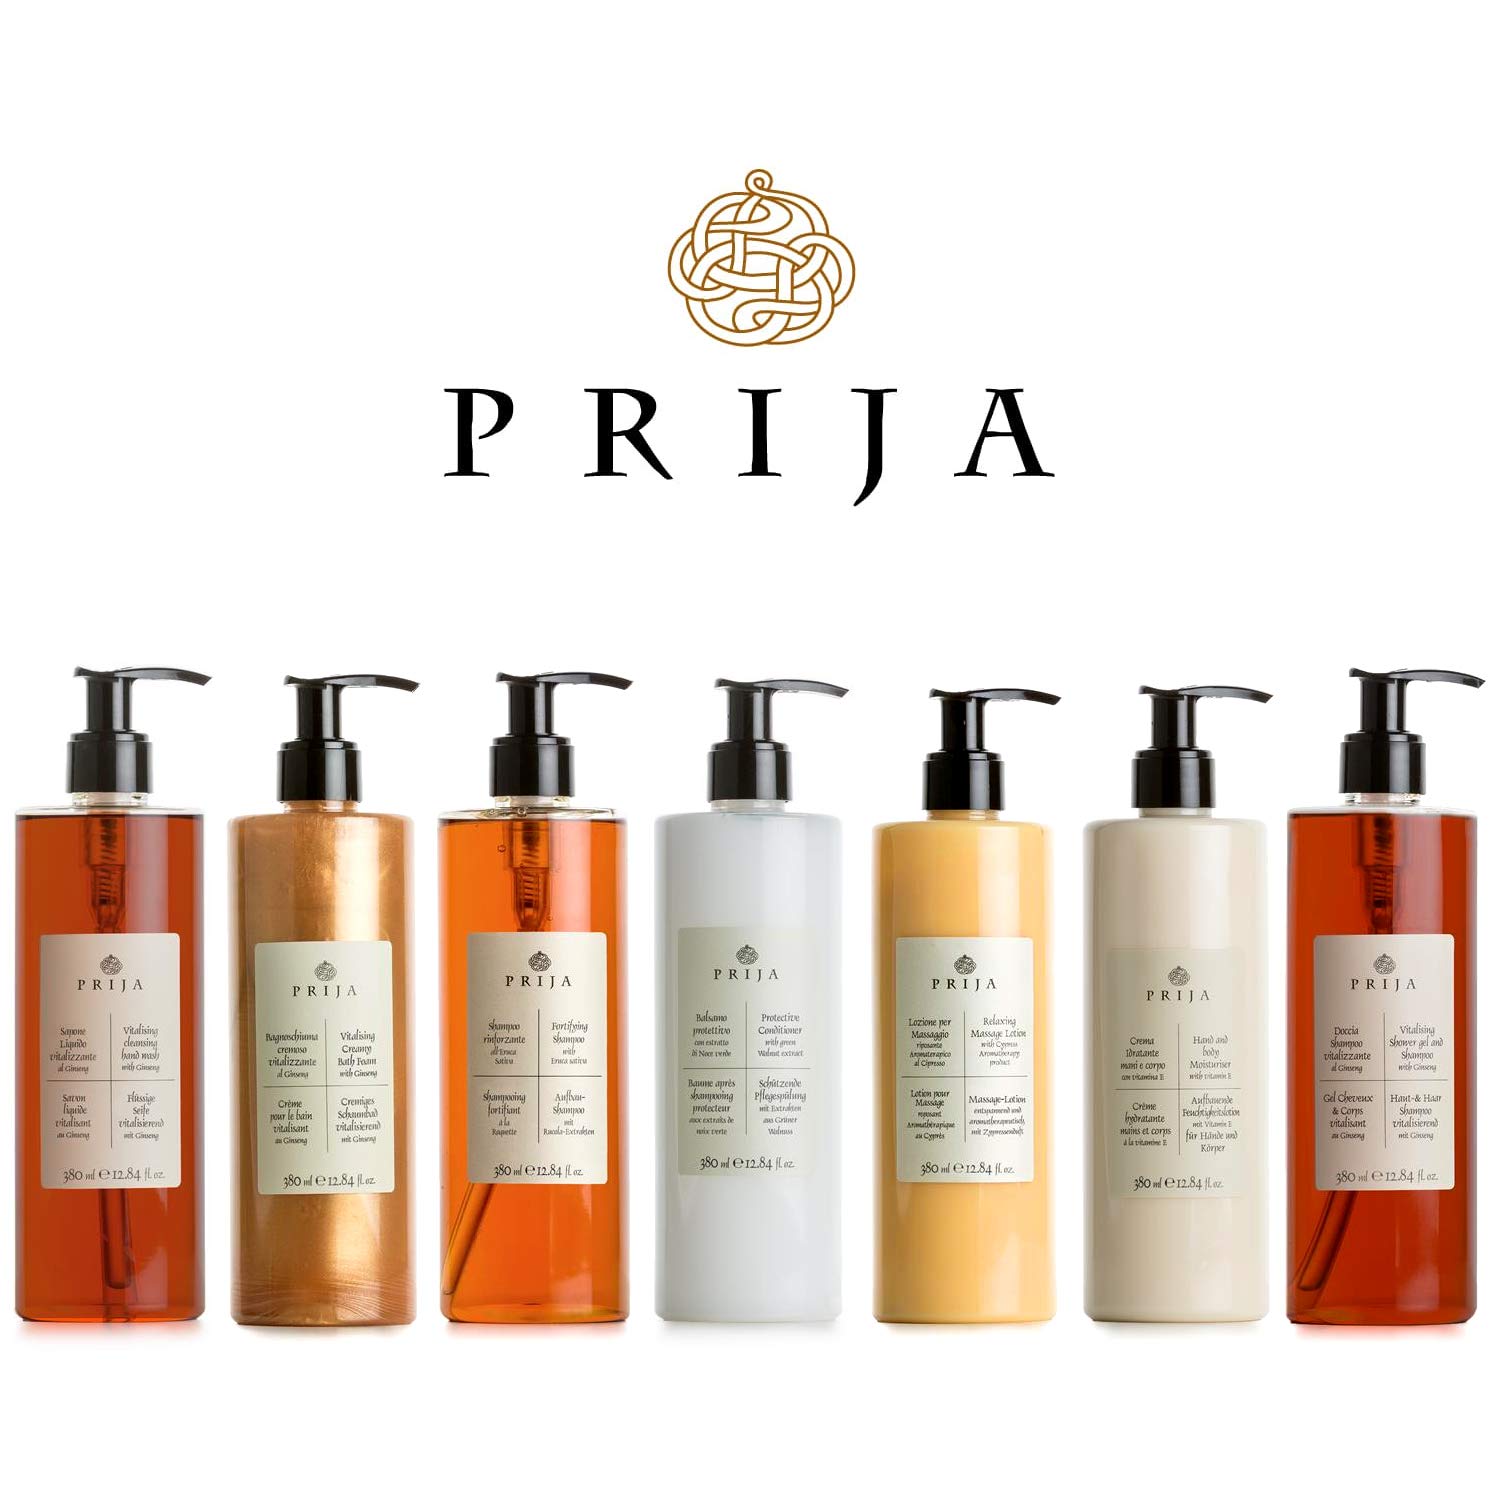 PRIJA
PRIJA
Sapone
Liquido
vitalizzante
al Ginseng
Vitalising
cleansing
hand wash
with Ginseng
Savon
liquide
vitalisant
au Ginseng
Flüssige
Seife
vitalisierend
mit Ginseng
380 ml ℮ 12.84 fl. oz.
PRIJA
Bagnoschiuma
cremoso
vitalizzante
al Ginseng
Vitalising
Creamy
Bath Foam
with Ginseng
Crème
pour le bain
vitalisant
au Ginseng
Cremiges
Schaumbad
vitalisierend
mit Ginseng
380 ml ℮ 12.84 fl. oz.
PRIJA
Shampoo
rinforzante
all'Eruca
Sativa
Fortifying
Shampoo
with
Eruca sativa
Shampooing
fortifiant
à la
Roquette
Aufbau-
Shampoo
mit
Rucola-Extrakten
380 ml ℮ 12.84 fl. oz.
PRIJA
Balsamo
protettivo
con estratto
di Noce verde
Protective
Conditioner
with green
Walnut extract
Baume après
shampooing
protecteur
aux extraits de
noix verte
Schützende
Pflegespülung
mit Extrakten
aus Grüner
Walnuss
380 ml ℮ 12.84 fl. oz.
PRIJA
Lozione per
Massaggio
riposante
Aromaterapico
al Cipresso
Relaxing
Massage Lotion
with Cypress
Aromatherapy
product
Lotion pour
Massage
reposant
Aromathérapique
au Cyprès
Massage-Lotion
entspannend und
aromatherapeutisch,
mit Zypressenduft
380 ml ℮ 12.84 fl. oz.
PRIJA
Crema
Idratante
mani e corpo
con vitamina E
Hand and
body
Moisturiser
with vitamin E
Crème
hydratante
mains et corps
à la vitamine E
Aufbauende
Feuchtigkeitslotion
mit Vitamin E
für Hände und
Körper
380 ml ℮ 12.84 fl. oz.
PRIJA
Doccia
Shampoo
vitalizzante
al Ginseng
Vitalising
Shower gel and
Shampoo
with Ginseng
Gel Cheveux
& Corps
vitalisant
au Ginseng
Haut-& Haar
Shampoo
vitalisierend
mit Ginseng
380 ml ℮ 12.84 fl. oz.